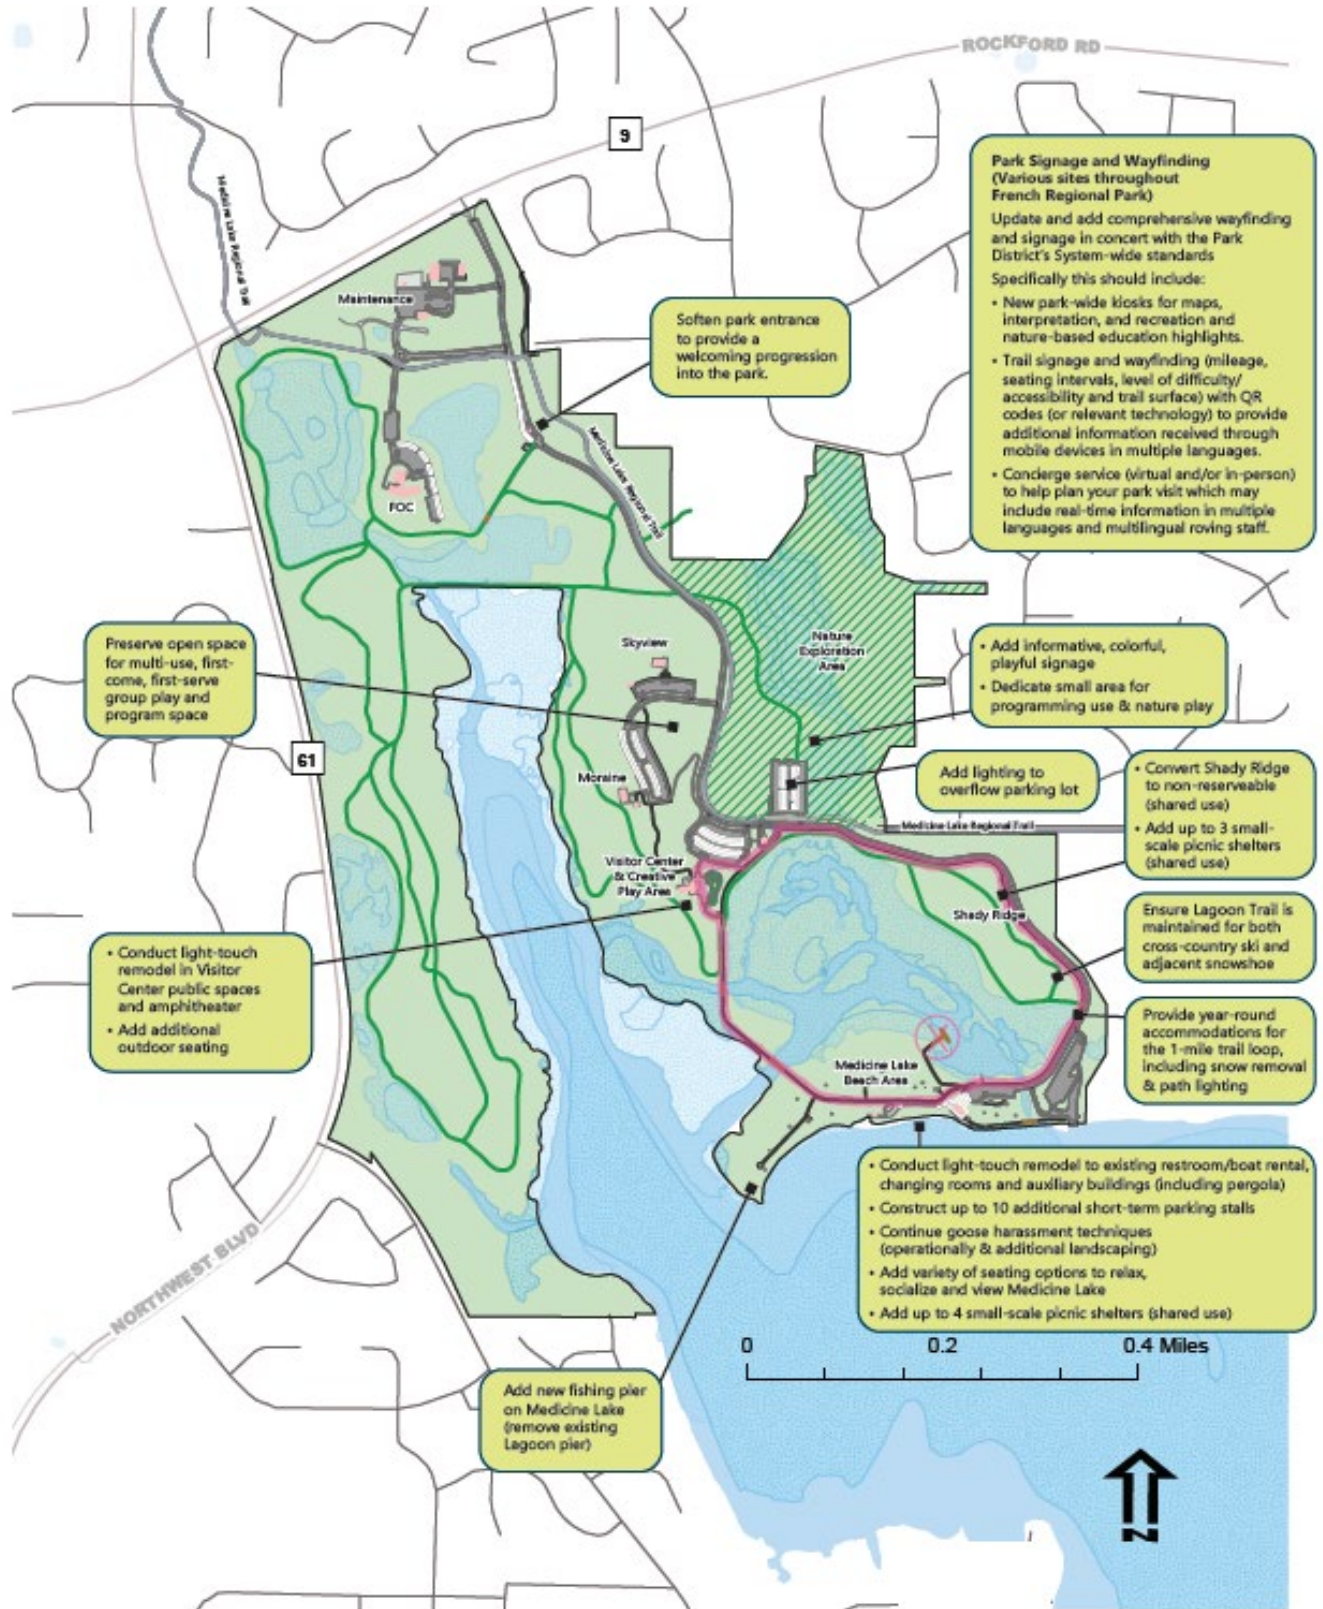 ROCKFORD RD
9
Medicine Lake Regional Trail
Park Signage and Wayfinding
(Various sites throughout
French Regional Park)
Update and add comprehensive wayfinding
and signage in concert with the Park
District's System-wide standards
Specifically this should include:
• New park-wide kiosks for maps,
interpretation, and recreation and
nature-based education highlights.
• Trail signage and wayfinding (mileage,
seating intervals, level of difficulty/
accessibility and trail surface) with QR
codes (or relevant technology) to provide
additional information received through
mobile devices in multiple languages.
• Concierge service (virtual and/or in-person)
to help plan your park visit which may
include real-time information in multiple
languages and multilingual roving staff.
Maintenance
Soften park entrance
to provide a
welcoming progression
into the park.
Medicine Lake Regional Trail
FOC
Preserve open space
for multi-use, first-
come, first-serve
group play and
program space
Skyview
Nature
Exploration
Area
• Add informative, colorful,
playful signage
• Dedicate small area for
programming use & nature play
61
Moraine
Add lighting to
overflow parking lot
• Convert Shady Ridge
to non-reserveable
(shared use)
• Add up to 3 small-
scale picnic shelters
(shared use)
Medicine Lake Regional Trail
Visitor Center
& Creative
Play Area
Shady Ridge
Ensure Lagoon Trail is
maintained for both
cross-country ski and
adjacent snowshoe
• Conduct light-touch
remodel in Visitor
Center public spaces
and amphitheater
• Add additional
outdoor seating
Provide year-round
accommodations for
the 1-mile trail loop,
including snow removal
& path lighting
Medicine Lake
Beach Area
• Conduct light-touch remodel to existing restroom/boat rental,
changing rooms and auxiliary buildings (including pergola)
• Construct up to 10 additional short-term parking stalls
• Continue goose harassment techniques
(operationally & additional landscaping)
• Add variety of seating options to relax,
socialize and view Medicine Lake
• Add up to 4 small-scale picnic shelters (shared use)
NORTHWEST BLVD
0 0.2 0.4 Miles
Add new fishing pier
on Medicine Lake
(remove existing
Lagoon pier)
N